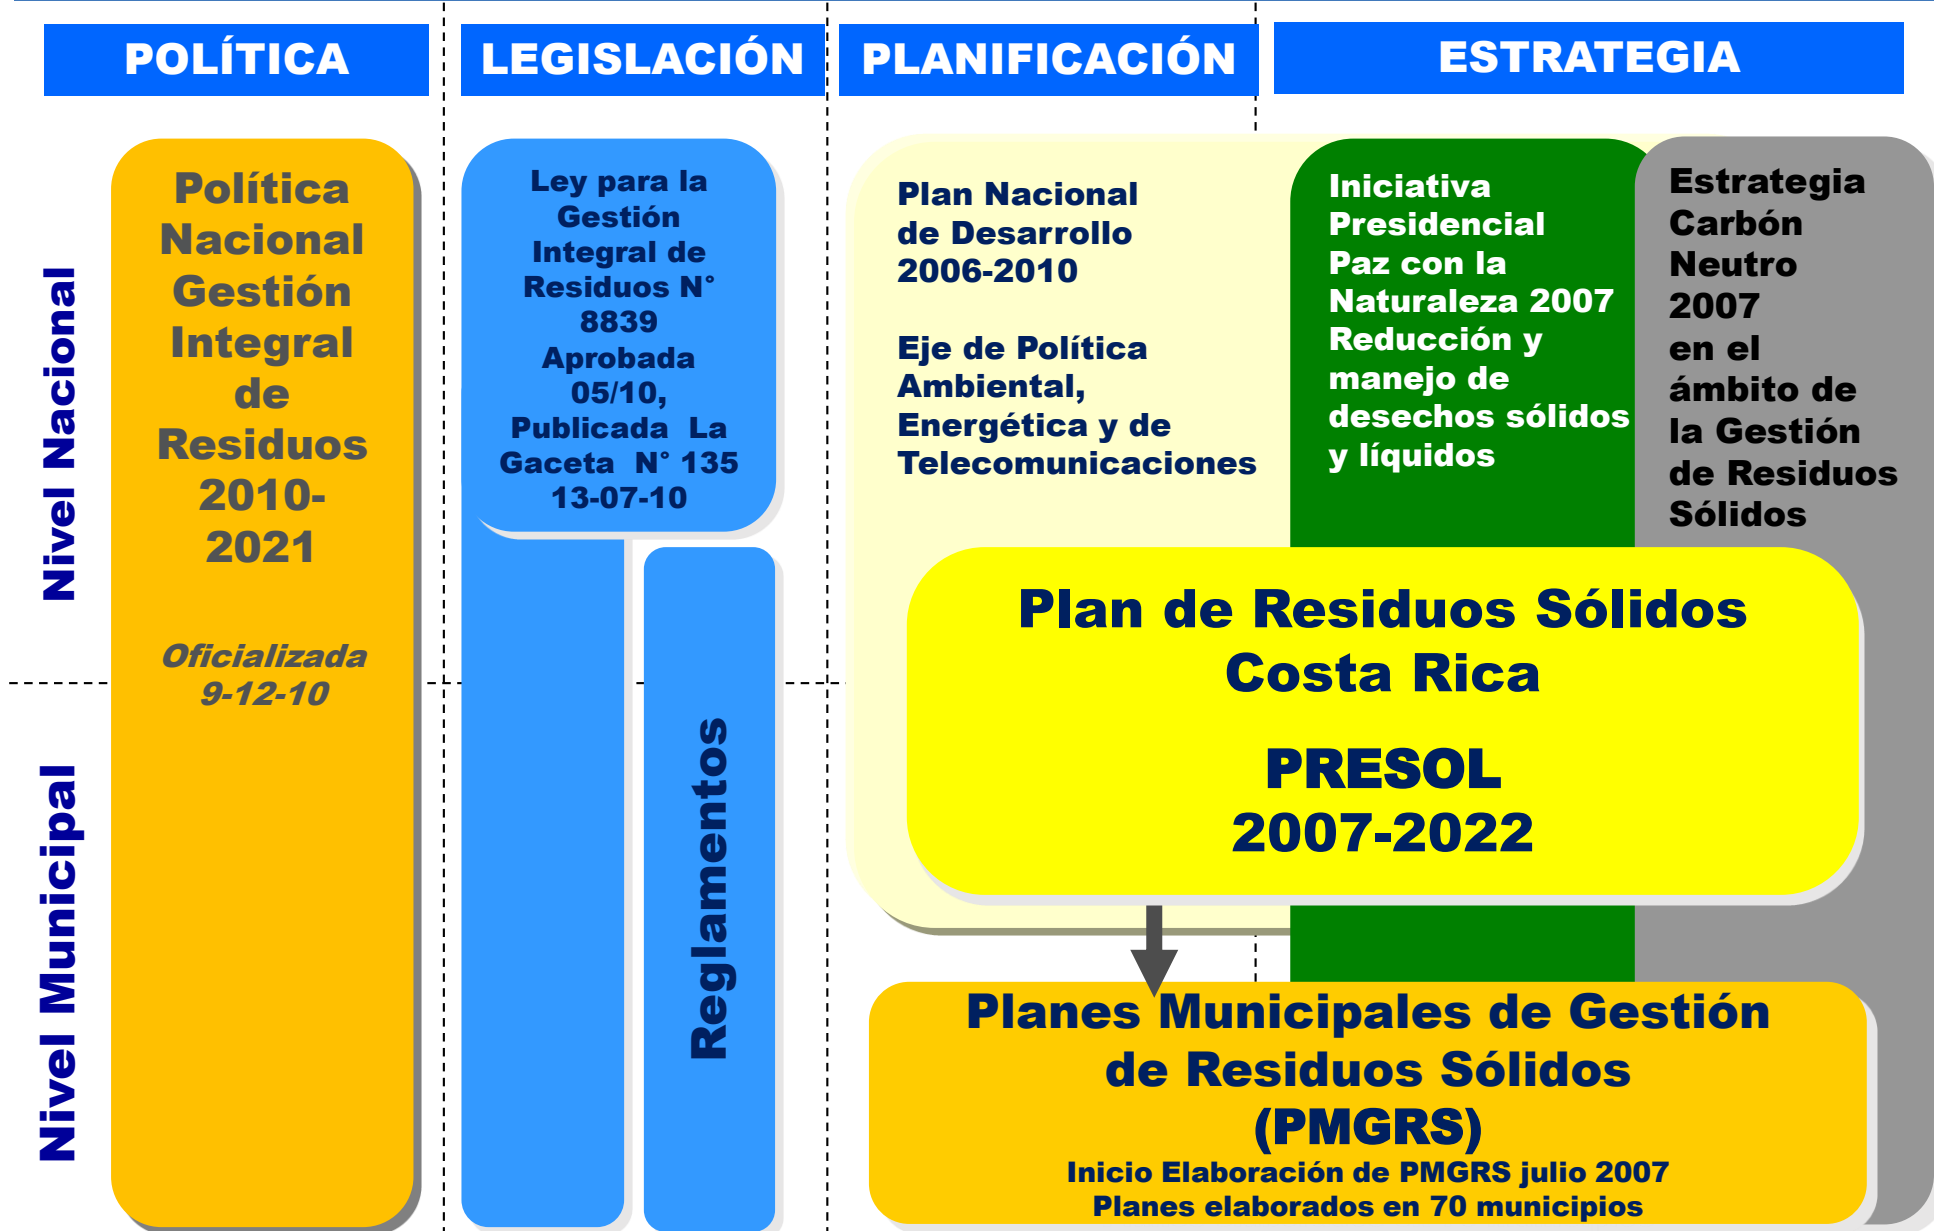 POLÍTICA
LEGISLACIÓN
PLANIFICACIÓN
ESTRATEGIA
Nivel Nacional
Política
Nacional
Gestión
Integral
de
Residuos
2010-
2021
Oficializada
9-12-10
Ley para la
Gestión
Integral de
Residuos N°
8839
Aprobada
05/10,
Publicada La
Gaceta N° 135
13-07-10
Plan Nacional
de Desarrollo
2006-2010
Eje de Política
Ambiental,
Energética y de
Telecomunicaciones
Iniciativa
Presidencial
Paz con la
Naturaleza 2007
Reducción y
manejo de
desechos sólidos
y líquidos
Estrategia
Carbón
Neutro
2007
en el
ámbito de
la Gestión
de Residuos
Sólidos
Plan de Residuos Sólidos
Costa Rica
PRESOL
2007-2022
Nivel Municipal
Reglamentos
Planes Municipales de Gestión
de Residuos Sólidos
(PMGRS)
Inicio Elaboración de PMGRS julio 2007
Planes elaborados en 70 municipios